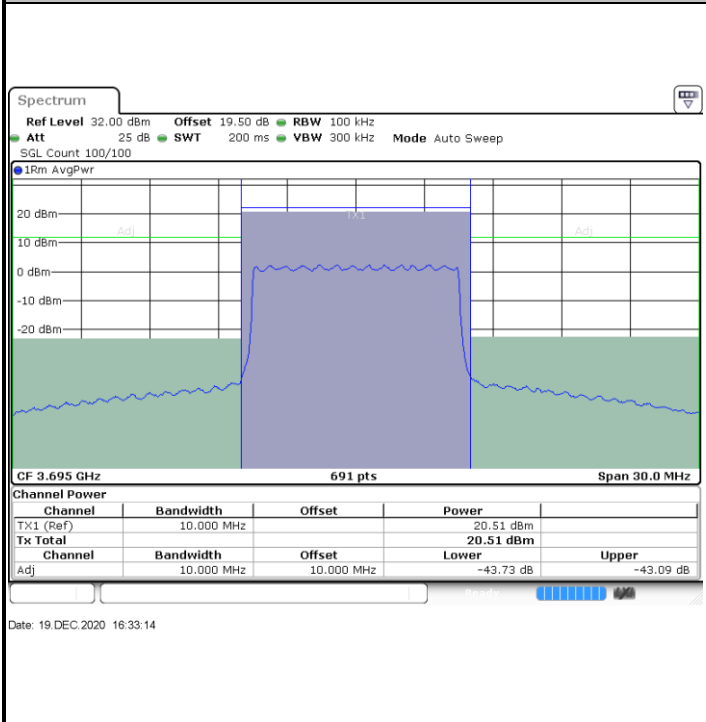 Spectrum
Ref Level 32.00 dBm Offset 19.50 dB RBW 100 kHz
Att 25 dB SWT 200 ms VBW 300 kHz Mode Auto Sweep
SGL Count 100/100
1Rm AvgPwr
TX1
20 dBm
Adj Adj
10 dBm
0 dBm
-10 dBm
-20 dBm
CF 3.695 GHz 691 pts Span 30.0 MHz
Channel Power
Channel Bandwidth Offset Power
TX1 (Ref) 10.000 MHz 20.51 dBm
Tx Total 20.51 dBm
Channel Bandwidth Offset Lower Upper
Adj 10.000 MHz 10.000 MHz -43.73 dB -43.09 dB
Ready
Date: 19.DEC.2020 16:33:14